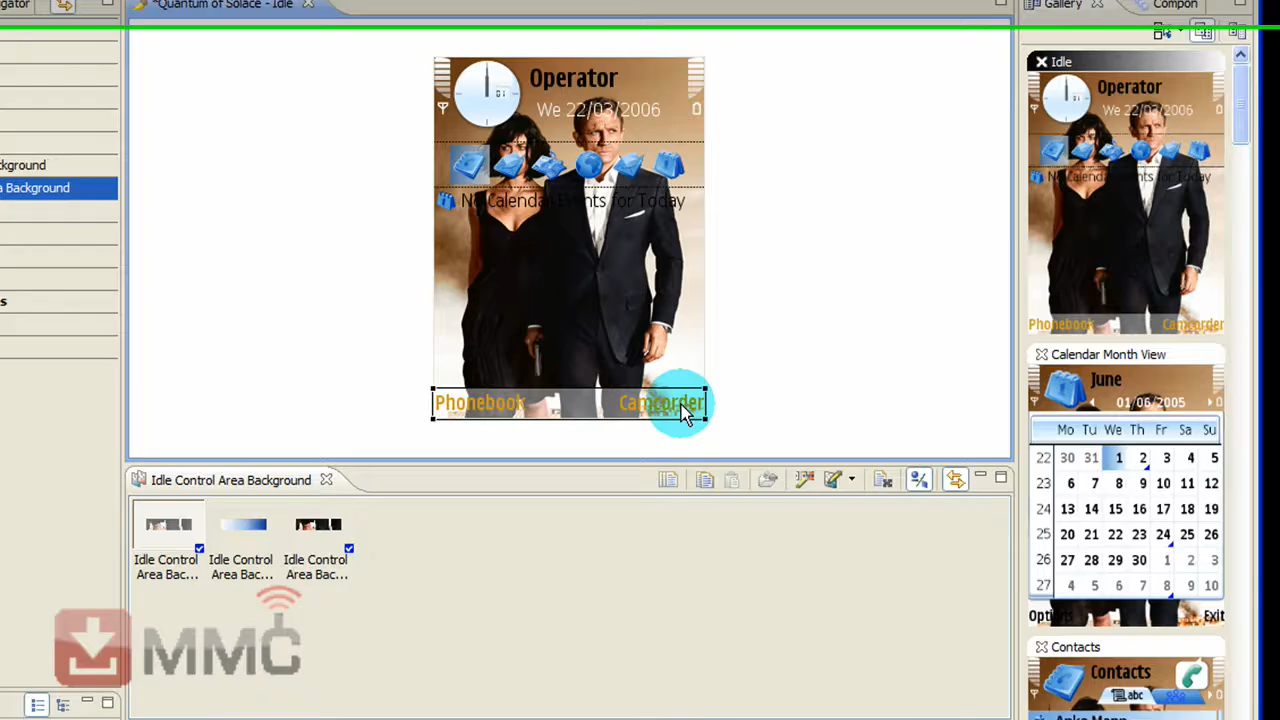 igator
*Quantum of Solace - Idle
Gallery
Compon
ckground
a Background
s
Operator
We 22/03/2006
No Calendar Events for Today
Phonebook
Camcorder
Idle Control Area Background
Idle Control
Area Bac...
Idle Control
Area Bac...
Idle Control
Area Bac...
MMC
Idle
Operator
We 22/03/2006
No Calendar Events for Today
Phonebook
Camcorder
Calendar Month View
June
01/06/2005
Mo Tu We Th Fr Sa Su
22 30 31 1 2 3 4 5
23 6 7 8 9 10 11 12
24 13 14 15 16 17 18 19
25 20 21 22 23 24 25 26
26 27 28 29 30 1 2 3
27 4 5 6 7 8 9 10
Options
Exit
Contacts
Contacts
abc